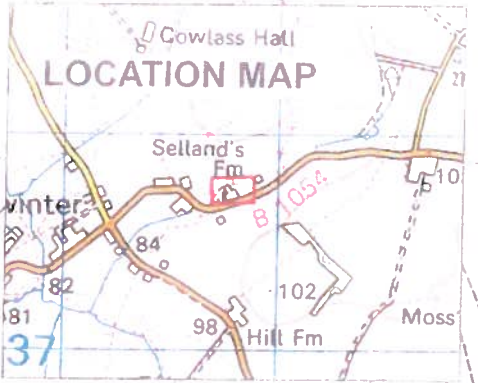 Cowlass Hall
LOCATION MAP
Selland's
Fm
B 1054
84
82
81
102
98
Hill Fm
Moss
37